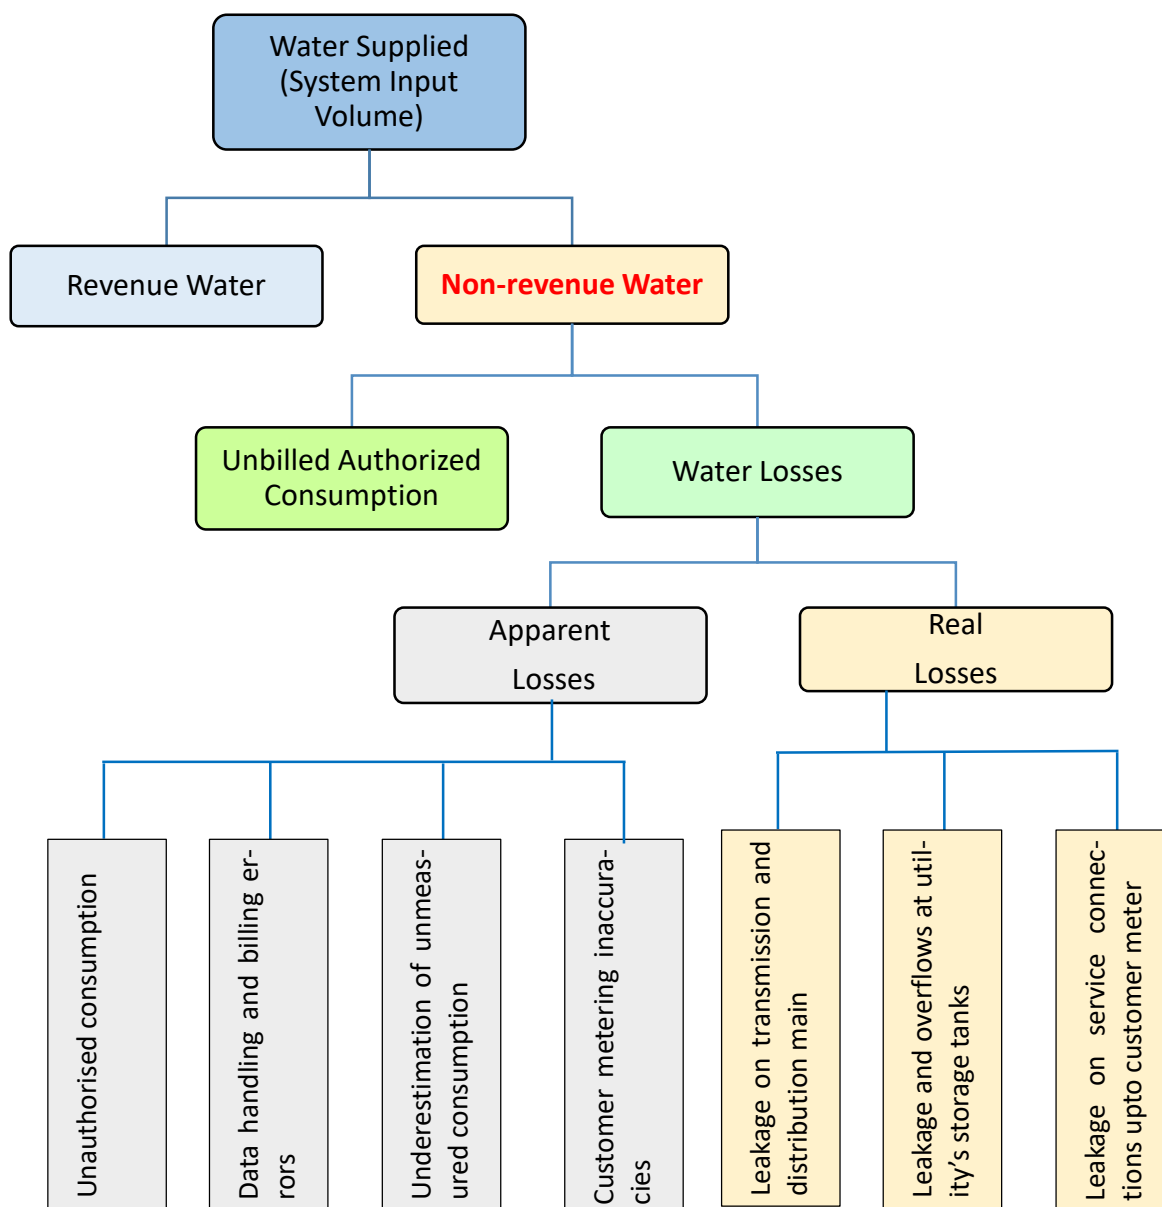 Water Supplied
(System Input
Volume)
Revenue Water
Non-revenue Water
Unbilled Authorized
Consumption
Water Losses
Apparent
Losses
Real
Losses
Unauthorised consumption
Data handling and billing er-
rors
Underestimation of unmeas-
ured consumption
Customer metering inaccura-
cies
Leakage on transmission and
distribution main
Leakage and overflows at util-
ity’s storage tanks
Leakage on service connec-
tions upto customer meter